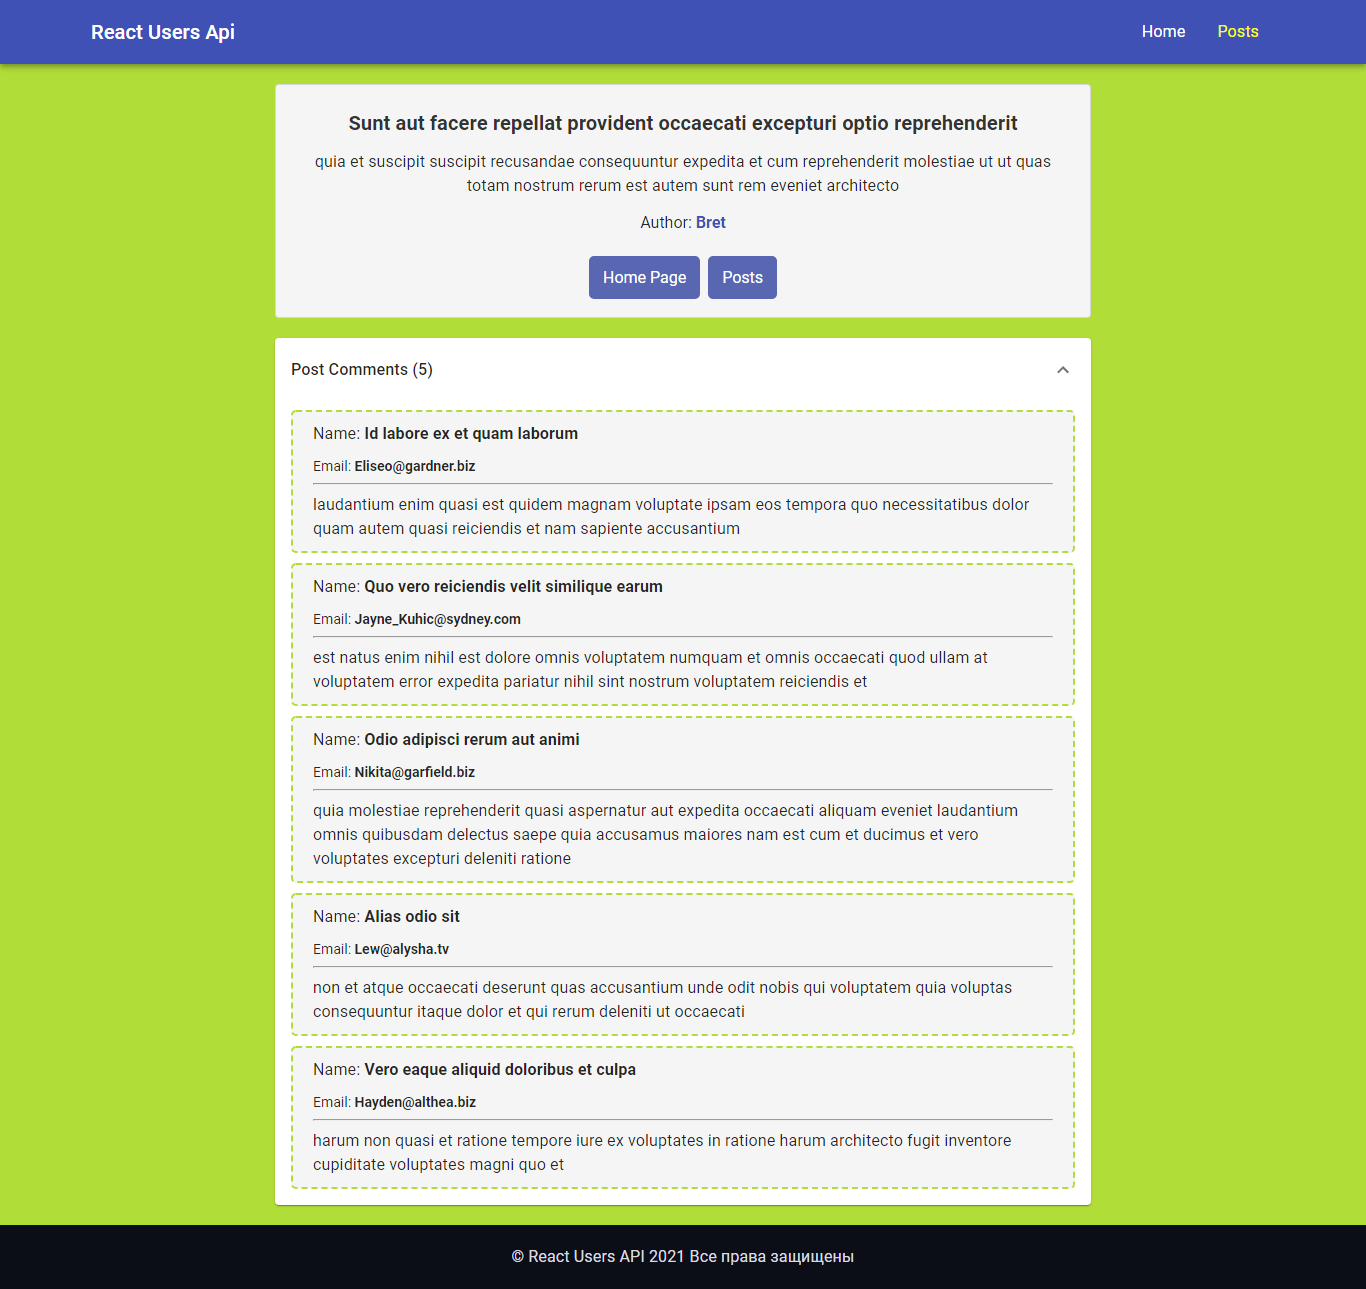 React Users Api
Home
Posts
Sunt aut facere repellat provident occaecati excepturi optio reprehenderit
quia et suscipit suscipit recusandae consequuntur expedita et cum reprehenderit molestiae ut ut quas
totam nostrum rerum est autem sunt rem eveniet architecto
Author: Bret
Home Page
Posts
Post Comments (5)
Name: Id labore ex et quam laborum
Email: Eliseo@gardner.biz
laudantium enim quasi est quidem magnam voluptate ipsam eos tempora quo necessitatibus dolor
quam autem quasi reiciendis et nam sapiente accusantium
Name: Quo vero reiciendis velit similique earum
Email: Jayne_Kuhic@sydney.com
est natus enim nihil est dolore omnis voluptatem numquam et omnis occaecati quod ullam at
voluptatem error expedita pariatur nihil sint nostrum voluptatem reiciendis et
Name: Odio adipisci rerum aut animi
Email: Nikita@garfield.biz
quia molestiae reprehenderit quasi aspernatur aut expedita occaecati aliquam eveniet laudantium
omnis quibusdam delectus saepe quia accusamus maiores nam est cum et ducimus et vero
voluptates excepturi deleniti ratione
Name: Alias odio sit
Email: Lew@alysha.tv
non et atque occaecati deserunt quas accusantium unde odit nobis qui voluptatem quia voluptas
consequuntur itaque dolor et qui rerum deleniti ut occaecati
Name: Vero eaque aliquid doloribus et culpa
Email: Hayden@althea.biz
harum non quasi et ratione tempore iure ex voluptates in ratione harum architecto fugit inventore
cupiditate voluptates magni quo et
© React Users API 2021 Все права защищены